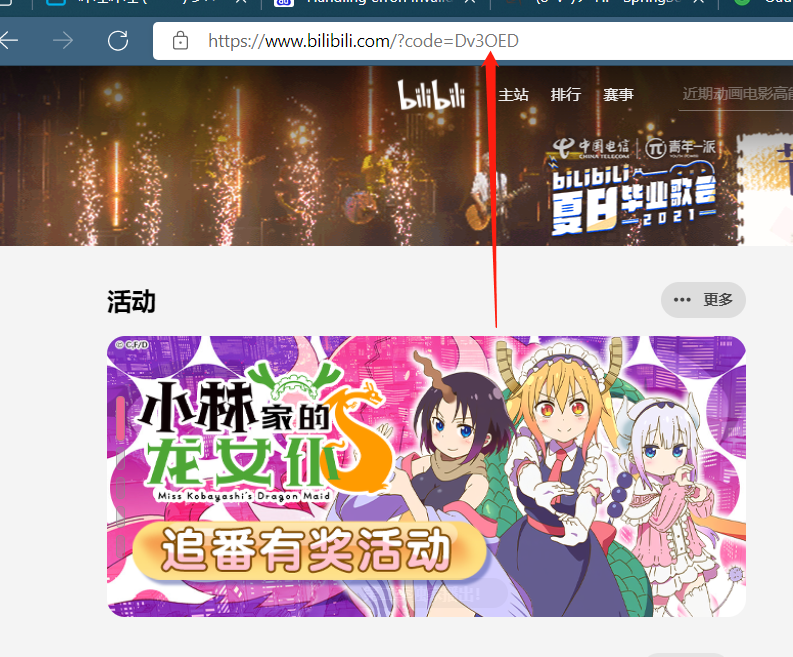 https://www.bilibili.com/?code=Dv3OED
bilibili
主站
排行
赛事
近期动画电影高能
中国电信
CHINA TELECOM
青年一派
bilibili
夏日毕业歌会
2021
活动
••• 更多
© C.F/D
小林家的
龙女仆S
Miss Kobayashi's Dragon Maid
追番有奖活动